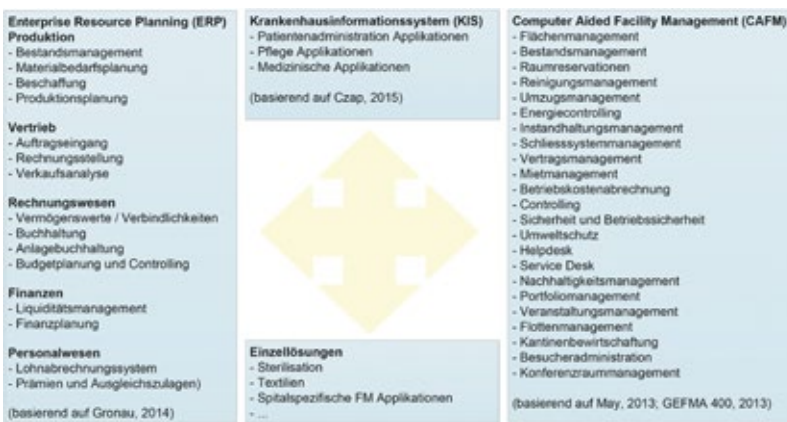 Enterprise Resource Planning (ERP)
Produktion
- Bestandsmanagement
- Materialbedarfsplanung
- Beschaffung
- Produktionsplanung
Vertrieb
- Auftragseingang
- Rechnungsstellung
- Verkaufsanalyse
Rechnungswesen
- Vermögenswerte / Verbindlichkeiten
- Buchhaltung
- Anlagebuchhaltung
- Budgetplanung und Controlling
Finanzen
- Liquiditätsmanagement
- Finanzplanung
Personalwesen
- Lohnabrechnungssystem
- Prämien und Ausgleichszulagen)
(basierend auf Gronau, 2014)
Krankenhausinformationssystem (KIS)
- Patientenadministration Applikationen
- Pflege Applikationen
- Medizinische Applikationen
(basierend auf Czap, 2015)
Einzellösungen
- Sterilisation
- Textilien
- Spitalspezifische FM Applikationen
- ...
Computer Aided Facility Management (CAFM)
- Flächenmanagement
- Bestandsmanagement
- Raumreservationen
- Reinigungsmanagement
- Umzugsmanagement
- Energiecontrolling
- Instandhaltungsmanagement
- Schliesssystemmanagement
- Vertragsmanagement
- Mietmanagement
- Betriebskostenabrechnung
- Controlling
- Sicherheit und Betriebssicherheit
- Umweltschutz
- Helpdesk
- Service Desk
- Nachhaltigkeitsmanagement
- Portfoliomanagement
- Veranstaltungsmanagement
- Flottenmanagement
- Kantinenbewirtschaftung
- Besucheradministration
- Konferenzraummanagement
(basierend auf May, 2013; GEFMA 400, 2013)